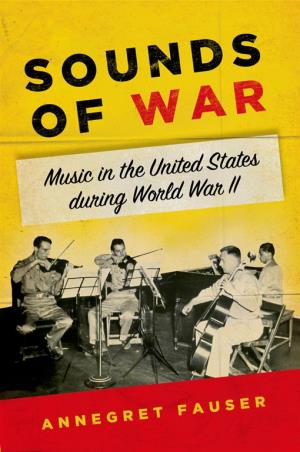 SOUNDS
OF WAR
Music in the United States
during World War II
ANNEGRET FAUSER